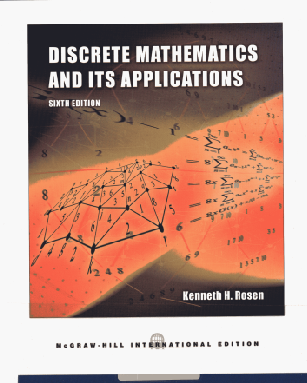 DISCRETE MATHEMATICS
AND ITS APPLICATIONS
SIXTH EDITION
Kenneth H. Rosen
McGRAW-HILL INTERNATIONAL EDITION